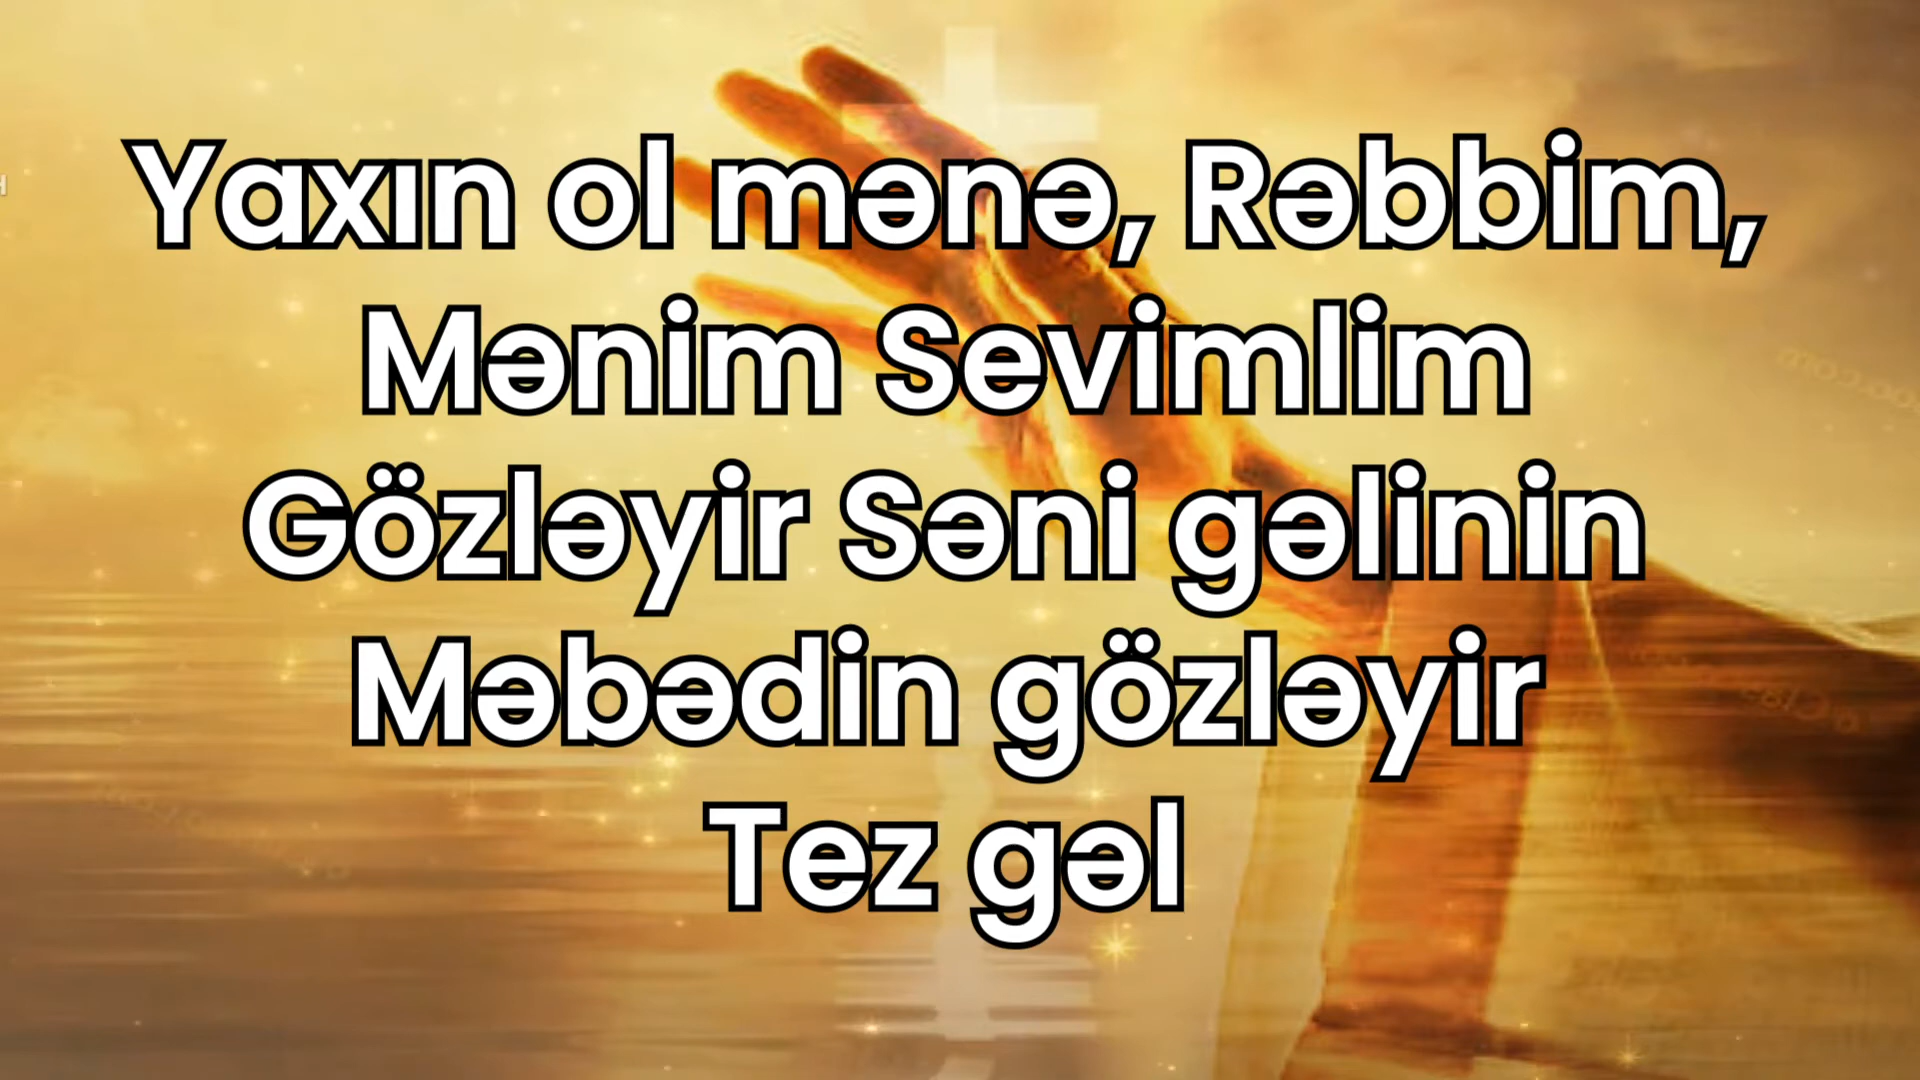 Yaxın ol mənə, Rəbbim,
Mənim Sevimlim
Gözləyir Səni gəlinin
Məbədin gözləyir
Tez gəl